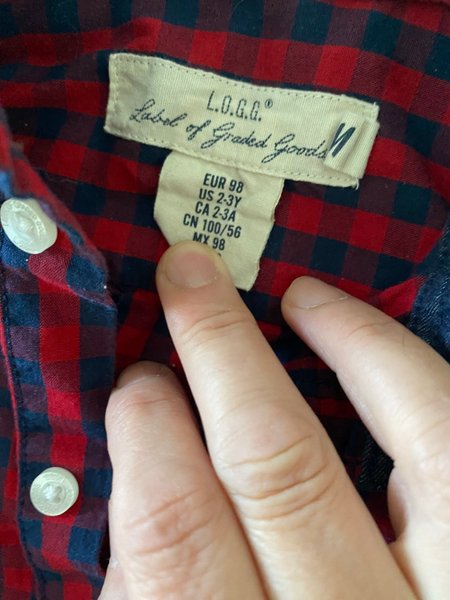 L.O.G.G.®
Label of Graded Goods
EUR 98
US 2-3Y
CA 2-3A
CN 100/56
MX 98